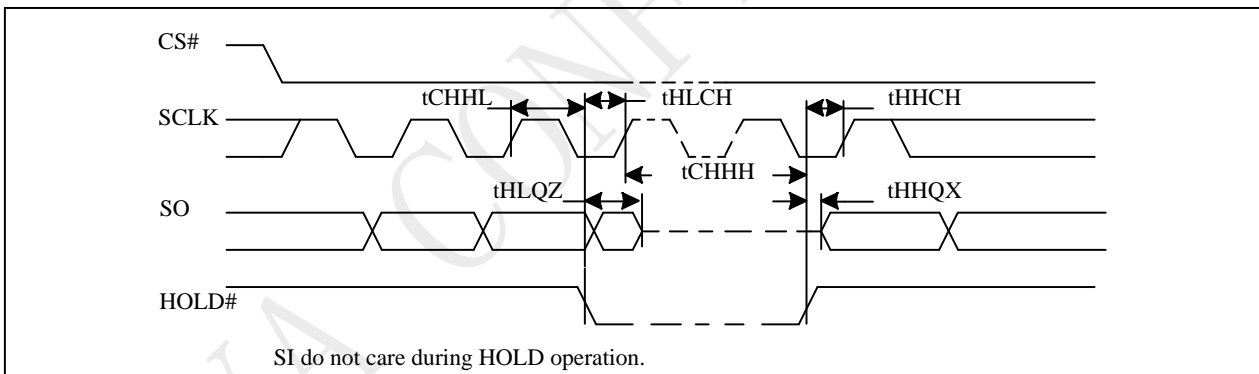 CS#
tCHHL tHLCH tHHCH
SCLK
tCHHH
tHLQZ tHHQX
SO
HOLD#
SI do not care during HOLD operation.